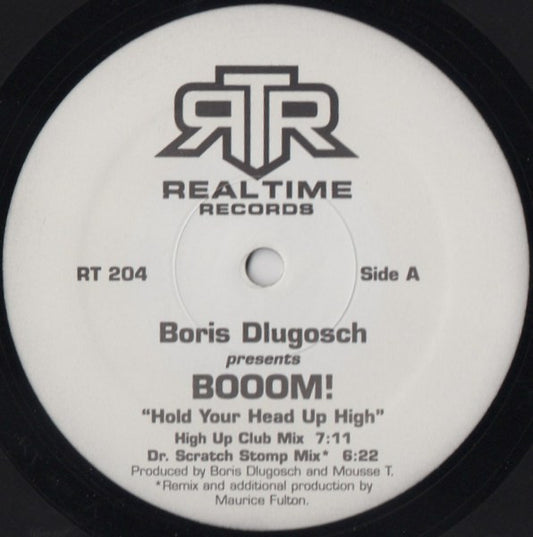 RTR
REALTIME
RECORDS
RT 204
Side A
Boris Dlugosch
presents
BOOOM!
“Hold Your Head Up High”
High Up Club Mix 7:11
Dr. Scratch Stomp Mix* 6:22
Produced by Boris Dlugosch and Mousse T.
*Remix and additional production by
Maurice Fulton.